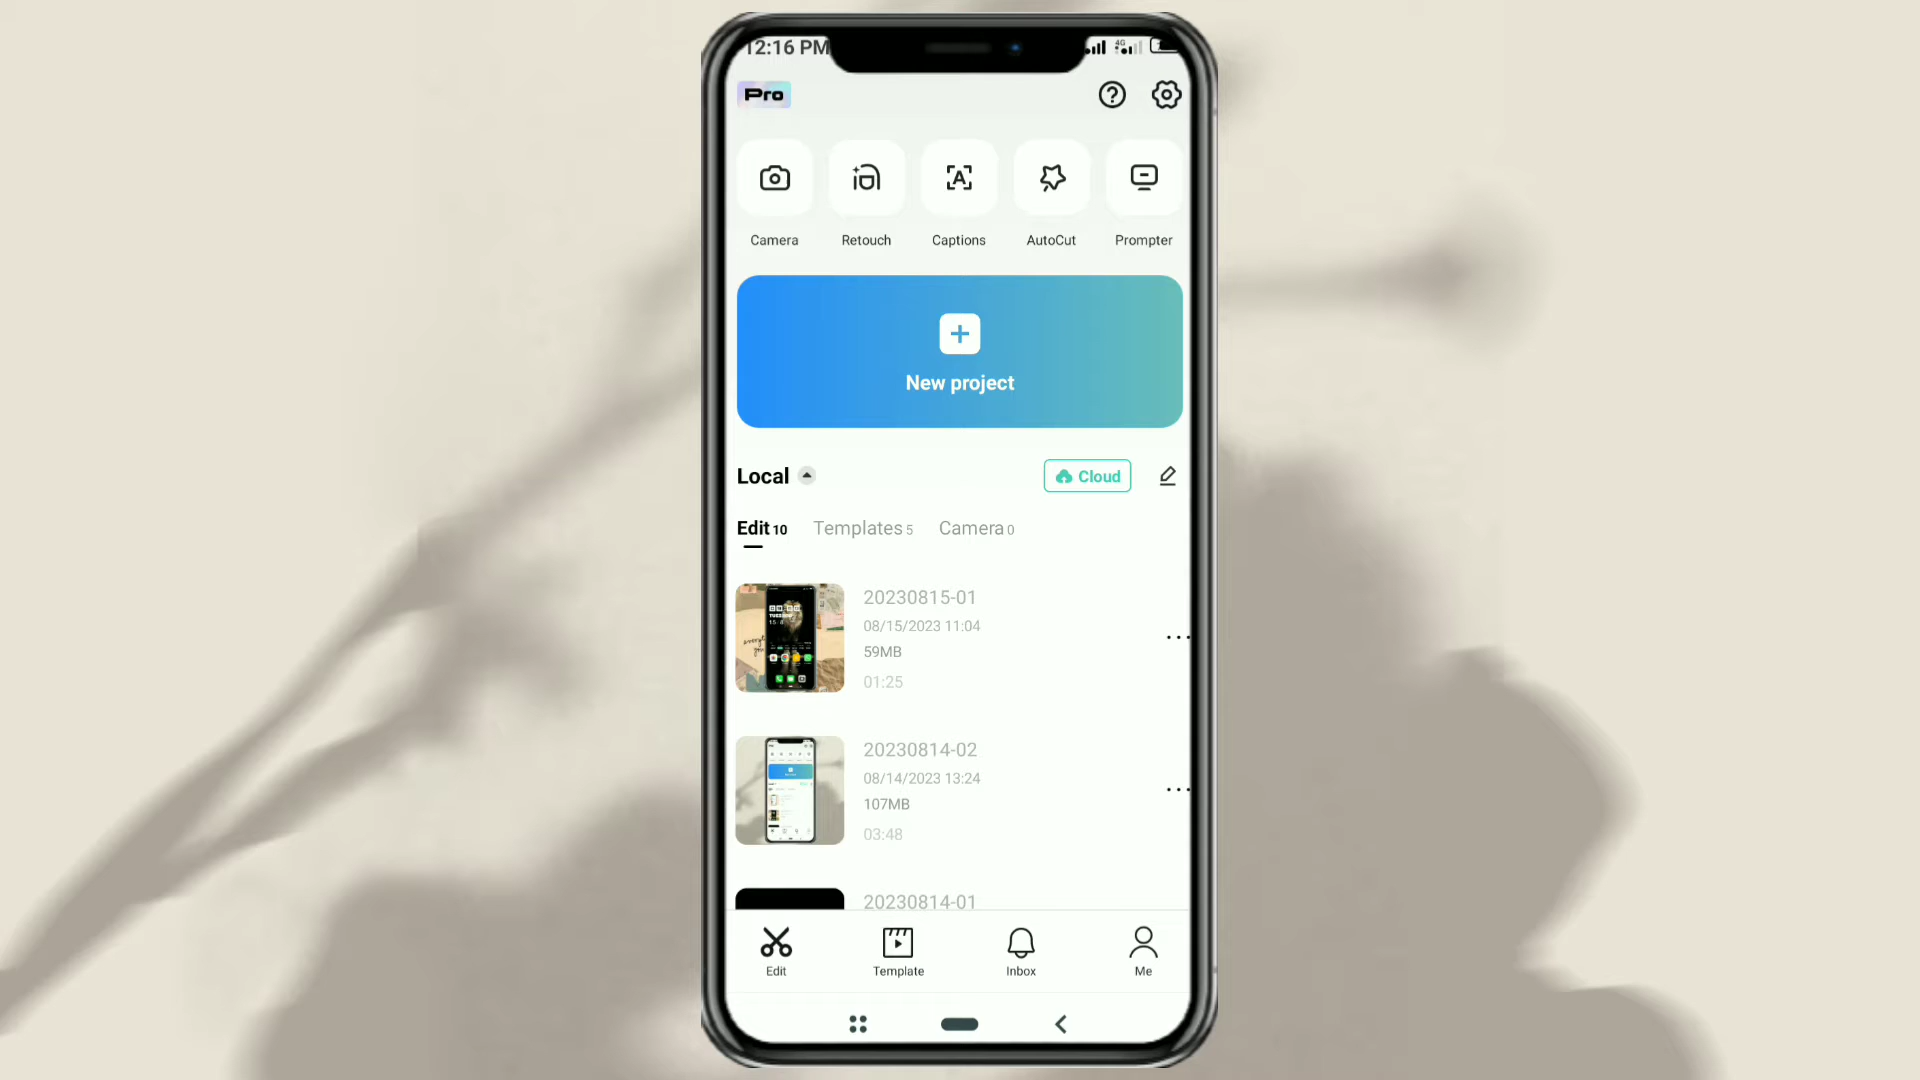 12:16 PM
4G
Pro
Camera
Retouch
Captions
AutoCut
Prompter
New project
Local
Cloud
Edit 10
Templates 5
Camera 0
20230815-01
08/15/2023 11:04
59MB
01:25
20230814-02
08/14/2023 13:24
107MB
03:48
20230814-01
Edit
Template
Inbox
Me